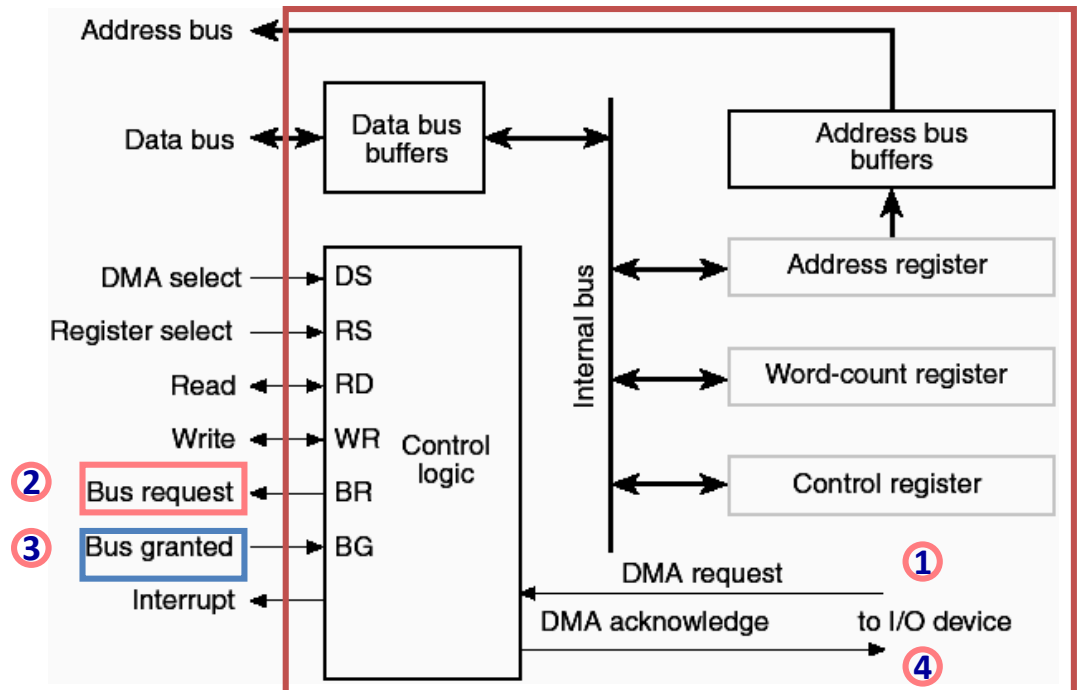 Address bus
Data bus
Data bus
buffers
Address bus
buffers
DMA select
DS
Address register
Register select
RS
Internal bus
Read
RD
Word-count register
Write
WR
Control
logic
2
Bus request
BR
Control register
3
Bus granted
BG
1
DMA request
Interrupt
DMA acknowledge
to I/O device
4